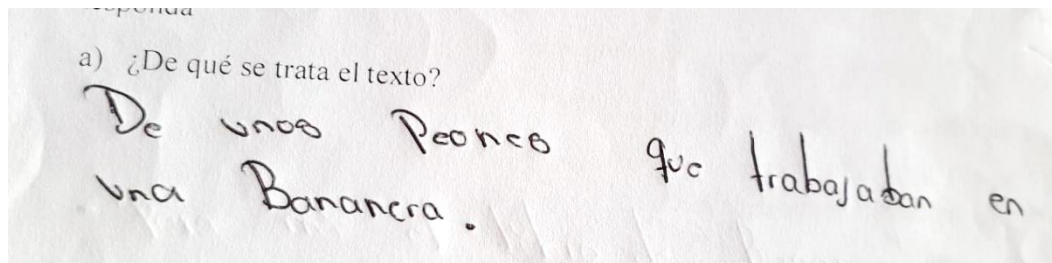 a) ¿De qué se trata el texto?
De unos Peones que trabajaban en
una Bananera.